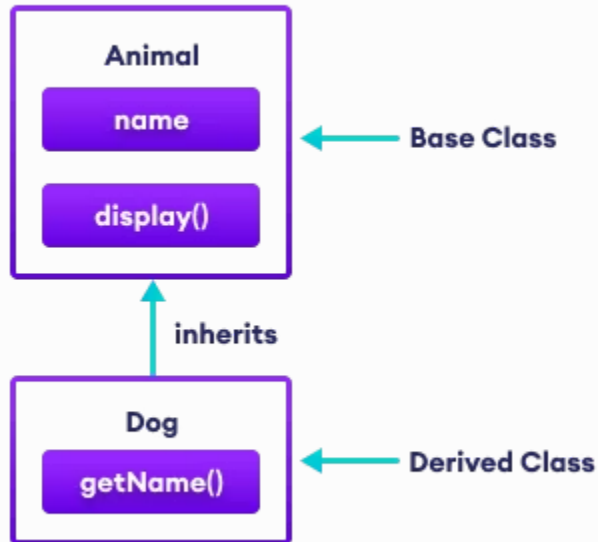 Animal
name
Base Class
display()
inherits
Dog
getName()
Derived Class